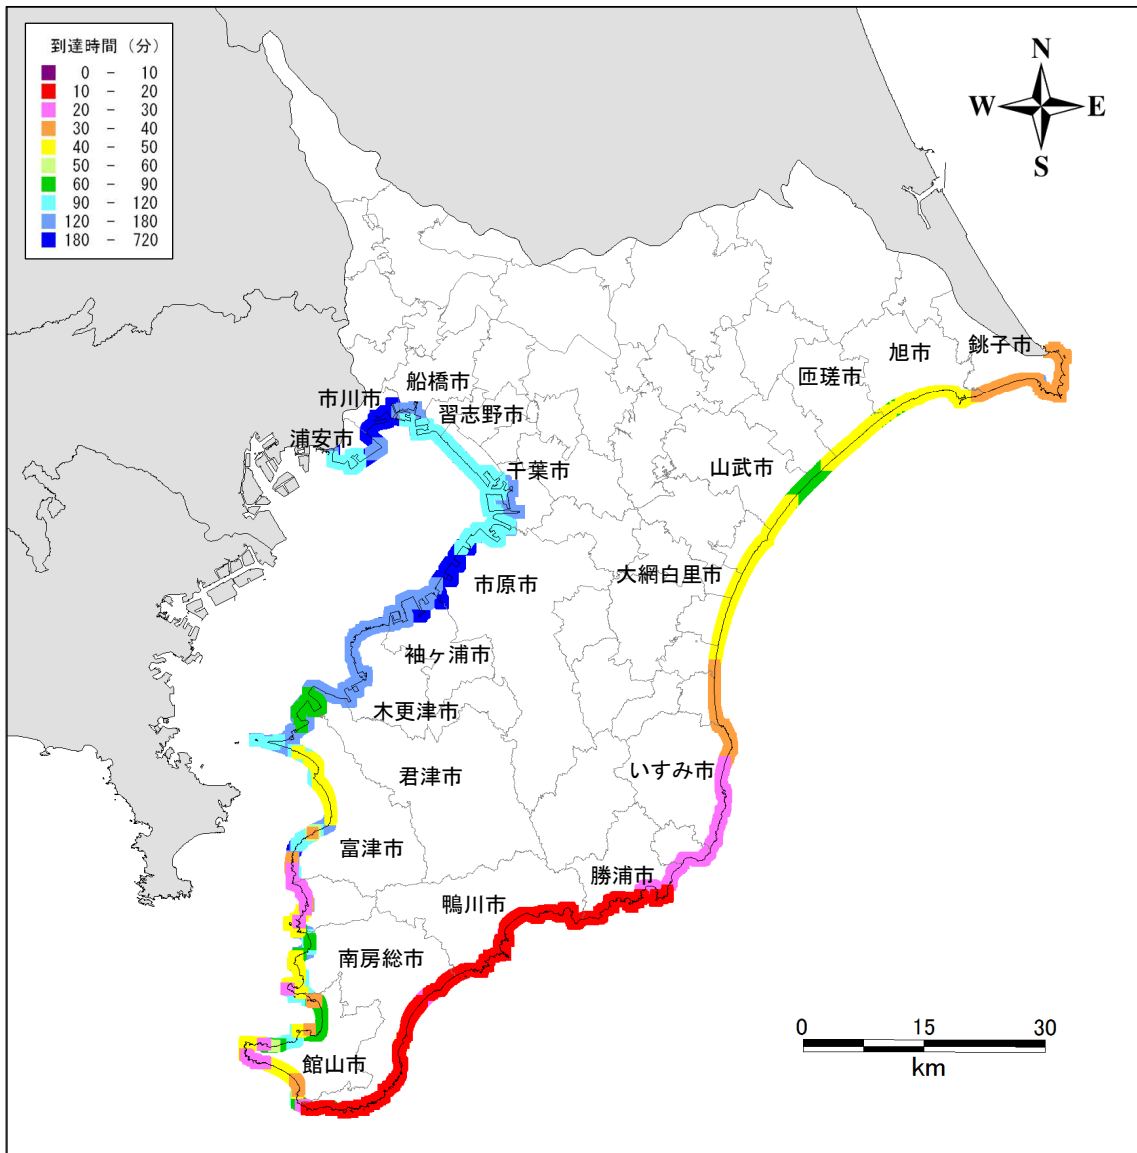 到達時間（分）
0 － 10
10 － 20
20 － 30
30 － 40
40 － 50
50 － 60
60 － 90
90 － 120
120 － 180
180 － 720
N
W E
S
銚子市
旭市
匝瑳市
船橋市
市川市
習志野市
浦安市
千葉市
山武市
大網白里市
市原市
袖ヶ浦市
木更津市
いすみ市
君津市
富津市
勝浦市
鴨川市
南房総市
館山市
0 15 30
km